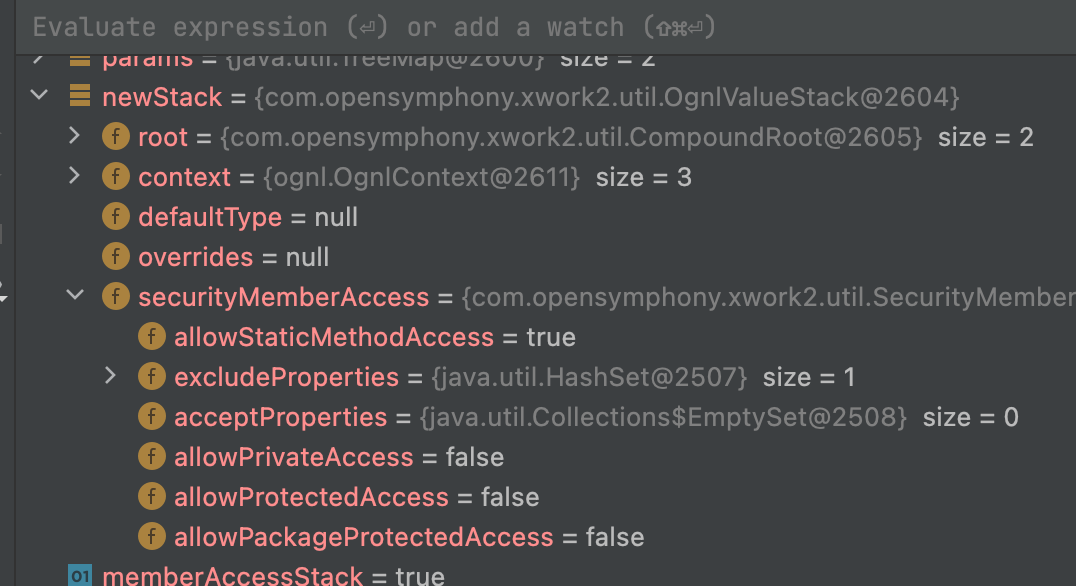 Evaluate expression (⏎) or add a watch (⇧⌘⏎)
params = {java.util.TreeMap@2600} size = 2
newStack = {com.opensymphony.xwork2.util.OgnlValueStack@2604}
f root = {com.opensymphony.xwork2.util.CompoundRoot@2605} size = 2
f context = {ognl.OgnlContext@2611} size = 3
f defaultType = null
f overrides = null
f securityMemberAccess = {com.opensymphony.xwork2.util.SecurityMember
f allowStaticMethodAccess = true
f excludeProperties = {java.util.HashSet@2507} size = 1
f acceptProperties = {java.util.Collections$EmptySet@2508} size = 0
f allowPrivateAccess = false
f allowProtectedAccess = false
f allowPackageProtectedAccess = false
01 memberAccessStack = true